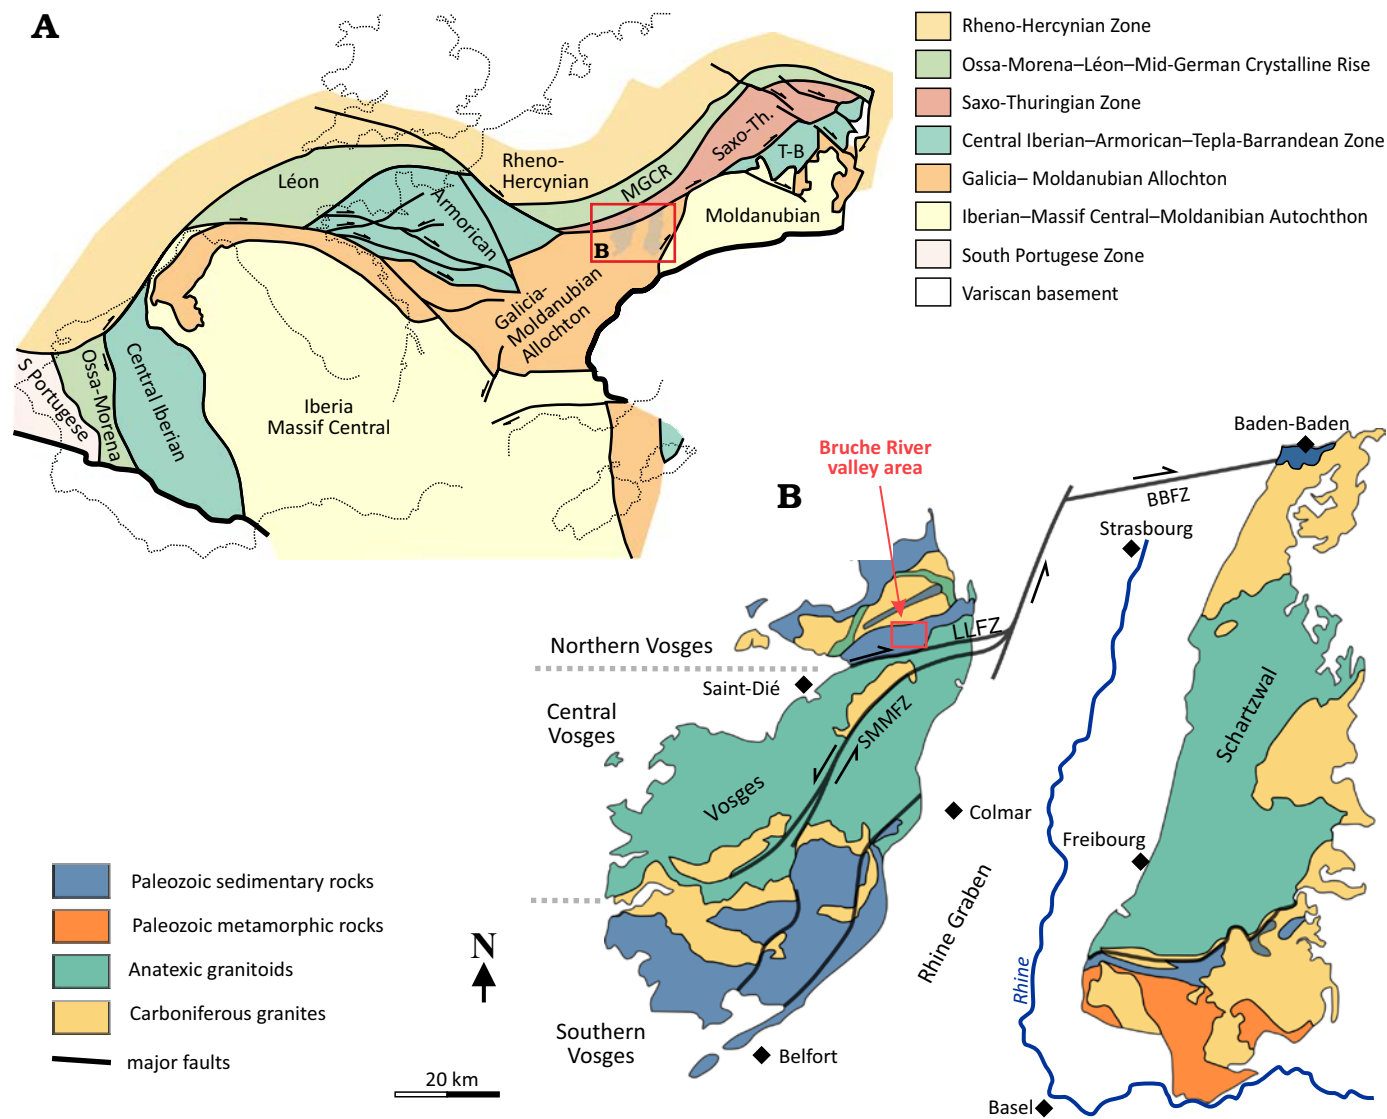 A
Rheno-Hercynian Zone
Ossa-Morena–Léon–Mid-German Crystalline Rise
Saxo-Thuringian Zone
Central Iberian–Armorican–Tepla-Barrandean Zone
Galicia– Moldanubian Allochton
Iberian–Massif Central–Moldanibian Autochthon
South Portugese Zone
Variscan basement
Rheno-
Hercynian
Léon
MGCR
Saxo-Th.
T-B
Armorican
Moldanubian
B
Galicia-
Moldanubian
Allochton
S Portugese
Ossa-Morena
Central Iberian
Iberia
Massif Central
B
Bruche River
valley area
Baden-Baden
BBFZ
Strasbourg
Northern Vosges
LLFZ
Saint-Dié
Central
Vosges
SMMFZ
Schartzwal
Vosges
Colmar
Freibourg
Rhine Graben
Rhine
Southern
Vosges
Belfort
Basel
Paleozoic sedimentary rocks
Paleozoic metamorphic rocks
Anatexic granitoids
Carboniferous granites
major faults
N
20 km